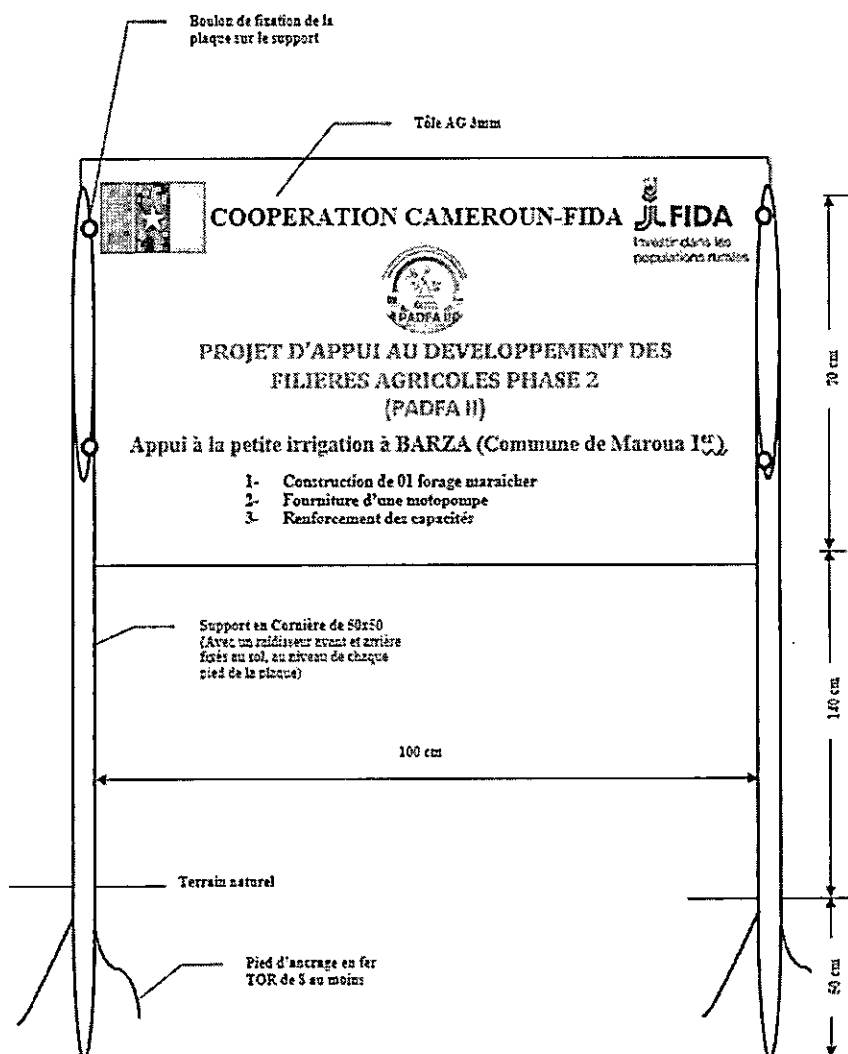 Boulon de fixation de la
plaque sur le support
Tôle AG 3mm
COOPERATION CAMEROUN-FIDA
FIDA
Investir dans les
populations rurales
PADFA II
PROJET D'APPUI AU DEVELOPPEMENT DES
FILIERES AGRICOLES PHASE 2
(PADFA II)
Appui à la petite irrigation à BARZA (Commune de Maroua 1er)
1- Construction de 01 forage maraicher
2- Fourniture d'une motopompe
3- Renforcement des capacités
70 cm
Support en Cornière de 50x50
(Avec un raidisseur avant et arrière
fixés au sol, au niveau de chaque
pied de la plaque)
140 cm
100 cm
Terrain naturel
Pied d'ancrage en fer
TOR de 8 au moins
cm